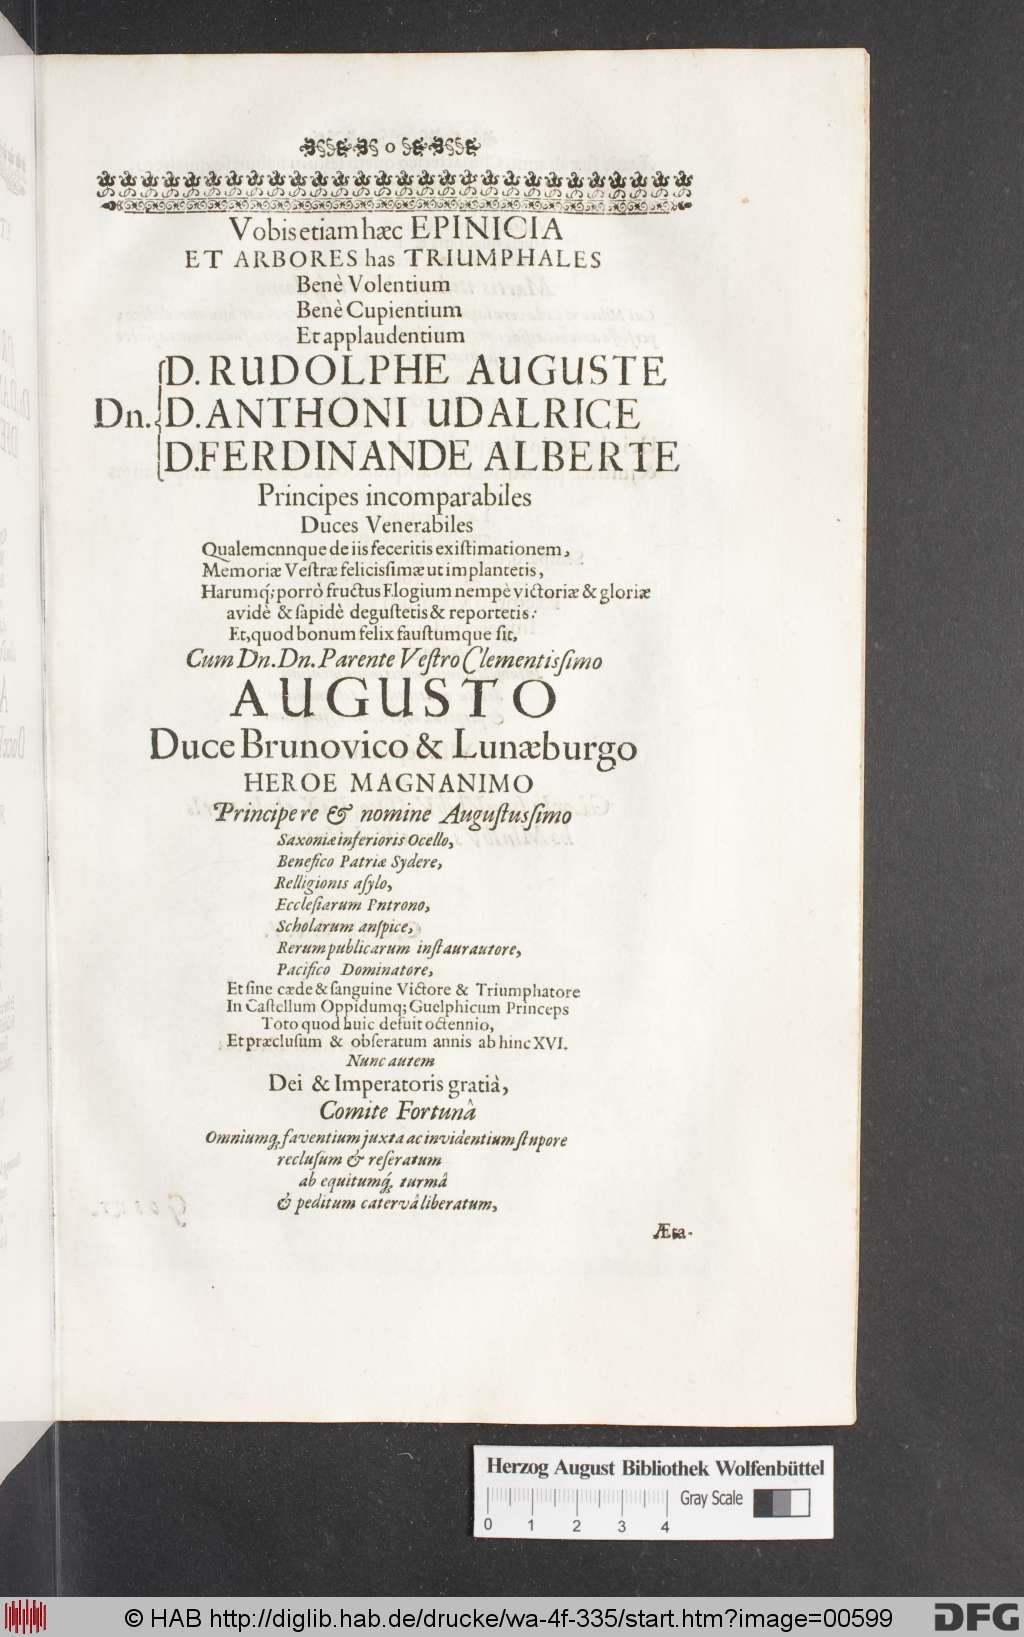 Vobis etiam hæc EPINICIA
ET ARBORES has TRIUMPHALES
Benè Volentium
Benè Cupientium
Et applaudentium
D. RUDOLPHE AUGUSTE
Dn. D. ANTHONI UDALRICE
D. FERDINANDE ALBERTE
Principes incomparabiles
Duces Venerabiles
Qualemcnnque de iis feceritis existimationem,
Memoriæ Vestræ felicissimæ ut implantetis,
Harumq; porrò fructus Elogium nempè victoriæ & gloriæ
avidè & sapidè degustetis & reportetis:
Et, quod bonum felix faustumque sit,
Cum Dn. Dn. Parente Vestro Clementissimo
AUGUSTO
Duce Brunovico & Lunæburgo
HEROE MAGNANIMO
Principe re & nomine Augustussimo
Saxoniæ inferioris Ocello,
Benefico Patriæ Sydere,
Relligionis asylo,
Ecclesiarum Pntrono,
Scholarum anspice,
Rerumpublicarum instaurautore,
Pacifico Dominatore,
Et sine cæde & sanguine Victore & Triumphatore
In Castellum Oppidumq; Guelphicum Princeps
Toto quod huic defuit octennio,
Et præclusum & obseratum annis ab hinc XVI.
Nunc autem
Dei & Imperatoris gratiâ,
Comite Fortunâ
Omniumq; faventium juxta ac invidentium stupore
reclusum & reseratum
ab equitumq́; turmâ
& peditum catervâ liberatum,
Æta-
Herzog August Bibliothek Wolfenbüttel
Gray Scale
0 1 2 3 4
© HAB http://diglib.hab.de/drucke/wa-4f-335/start.htm?image=00599
DFG